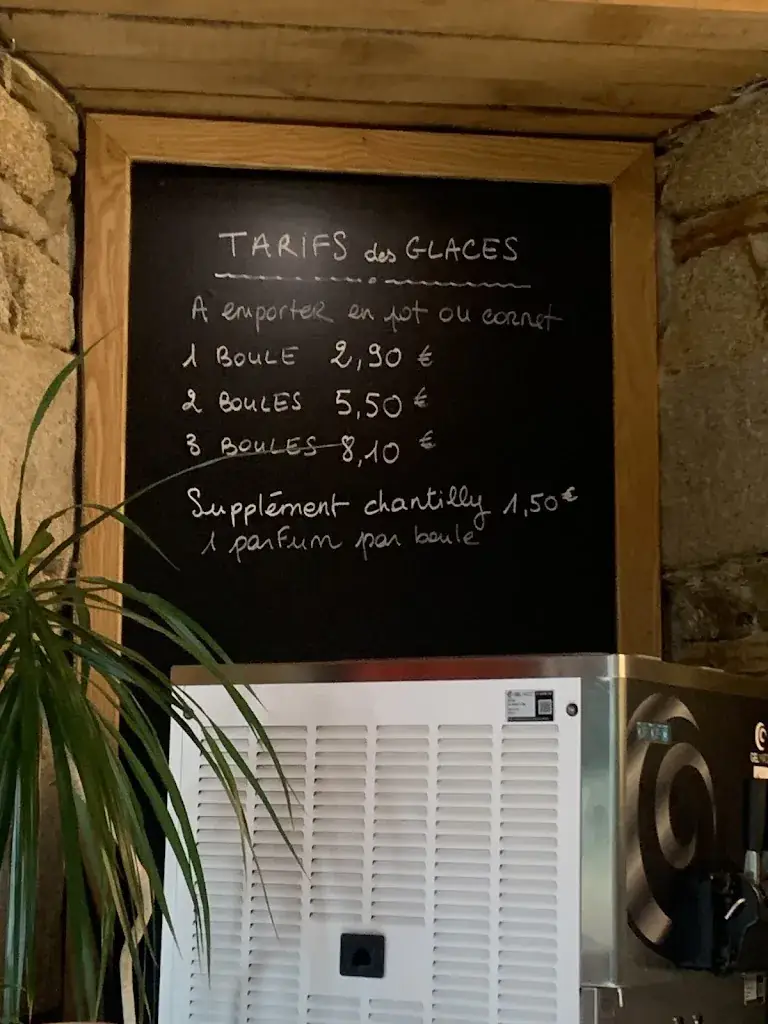 TARIFS des GLACES
A emporter en pot ou cornet
1 BOULE 2,90 €
2 BOULES 5,50 €
3 BOULES 8,10 €
Supplément chantilly 1,50€
1 parfum par boule